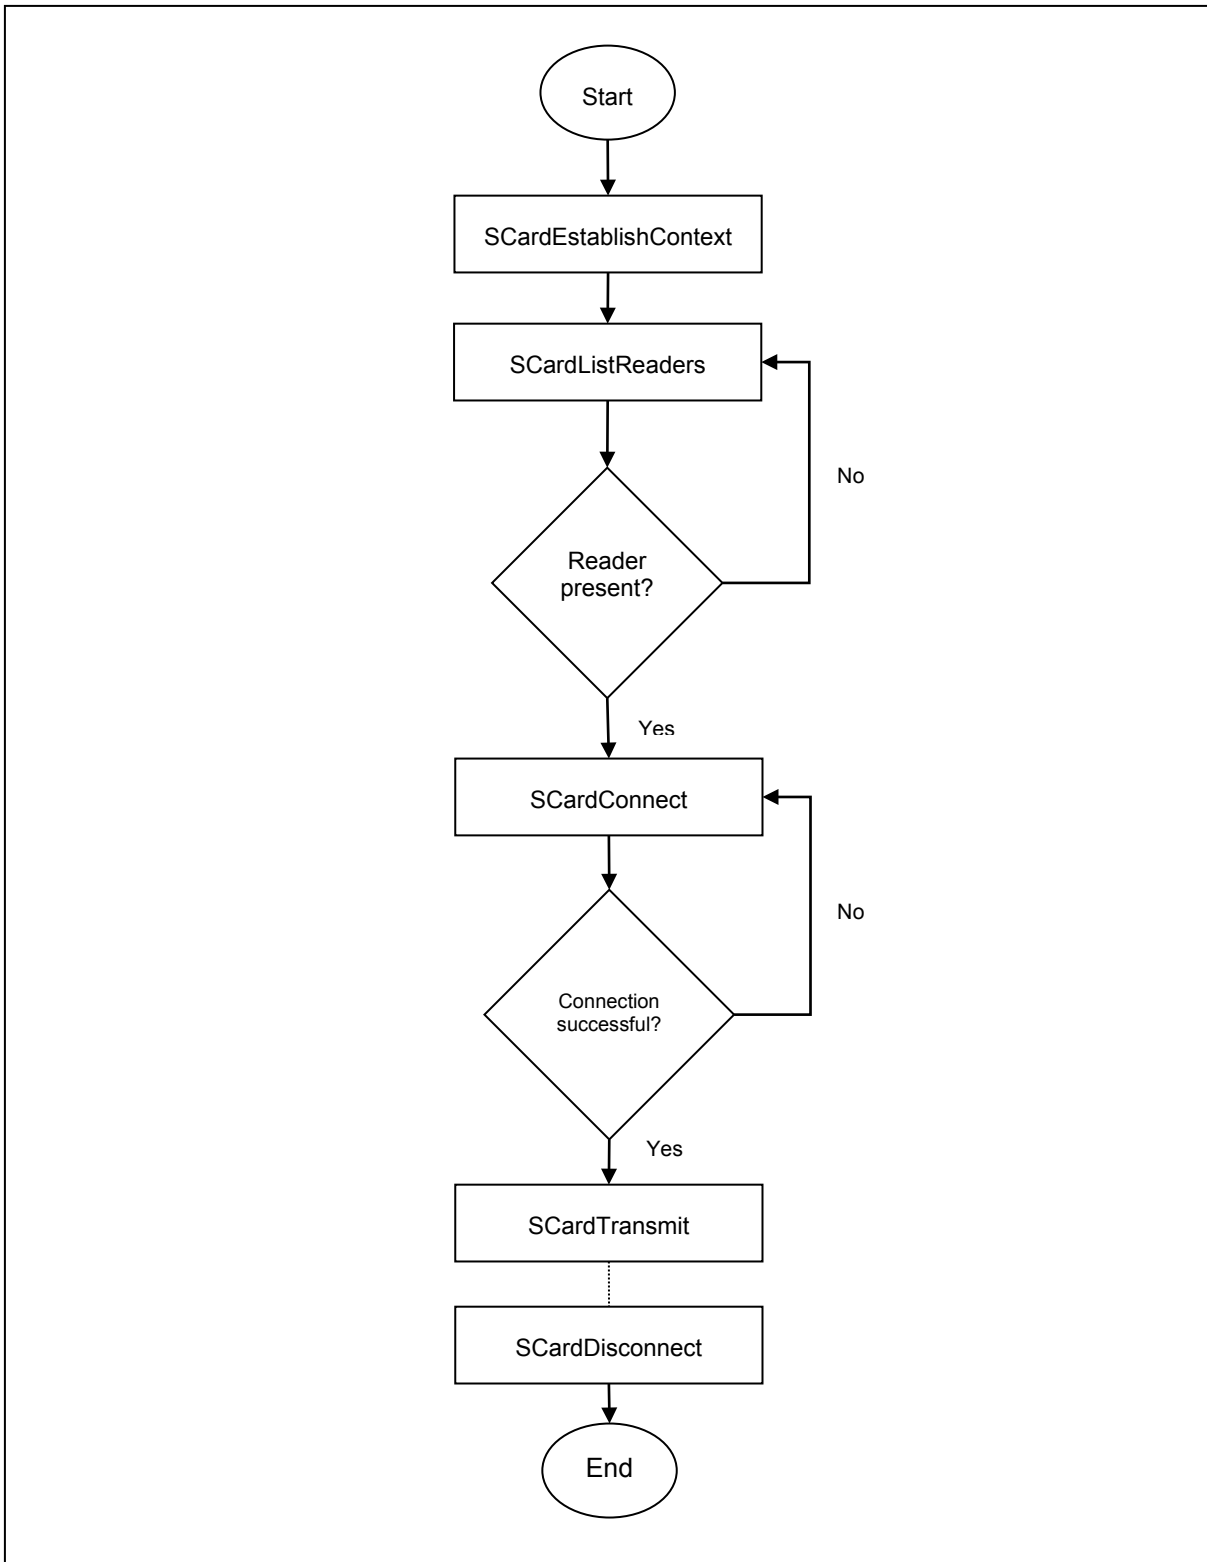 Start
SCardEstablishContext
SCardListReaders
No
Reader
present?
Yes
SCardConnect
No
Connection
successful?
Yes
SCardTransmit
SCardDisconnect
End